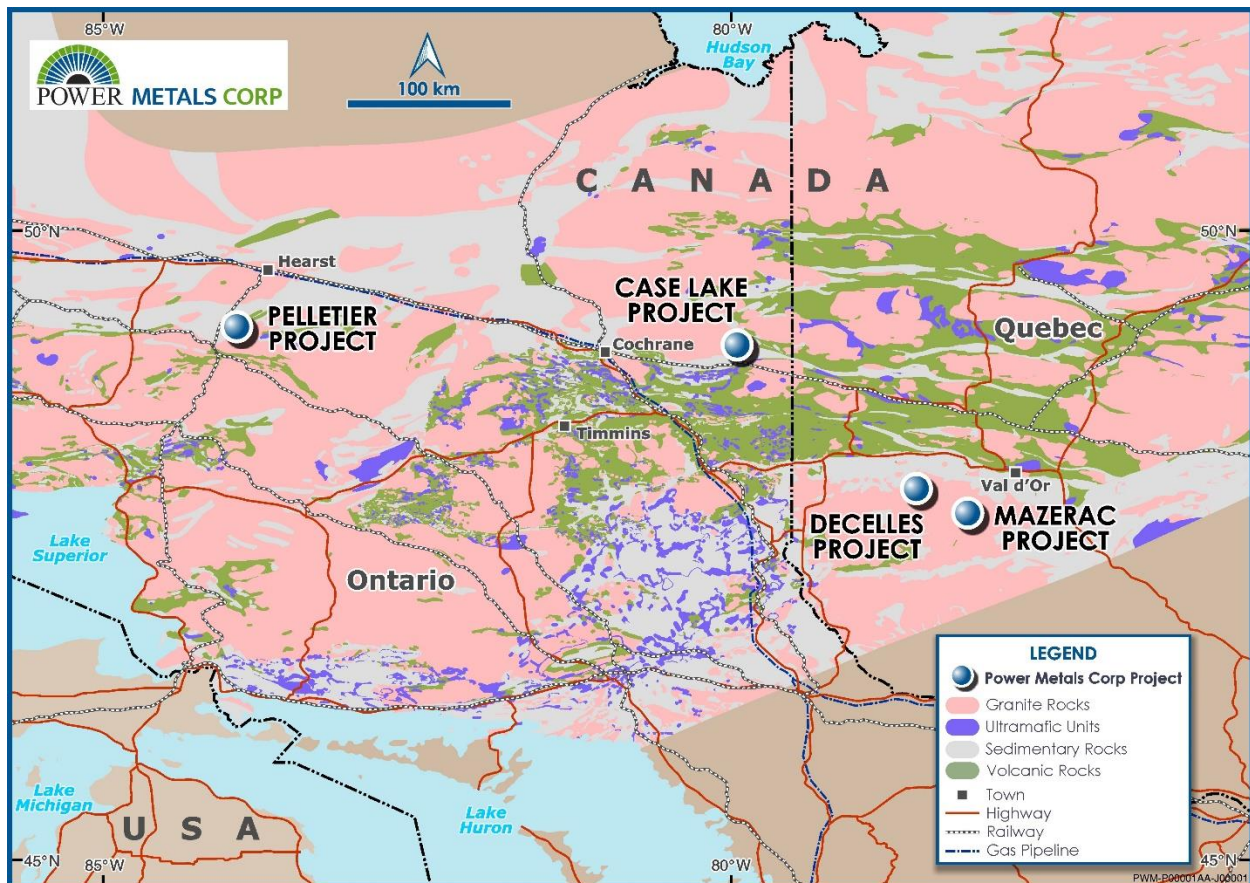 85°W
80°W
Hudson
Bay
POWER METALS CORP
100 km
CANADA
50°N
50°N
Hearst
PELLETIER
PROJECT
CASE LAKE
PROJECT
Cochrane
Quebec
Timmins
Val d'Or
DECELLES
PROJECT
MAZERAC
PROJECT
Lake
Superior
Ontario
LEGEND
Power Metals Corp Project
Granite Rocks
Ultramafic Units
Sedimentary Rocks
Volcanic Rocks
Town
Highway
Railway
Gas Pipeline
Lake
Michigan
USA
Lake
Huron
45°N
85°W
80°W
45°N
PWM-P00001AA-J00001